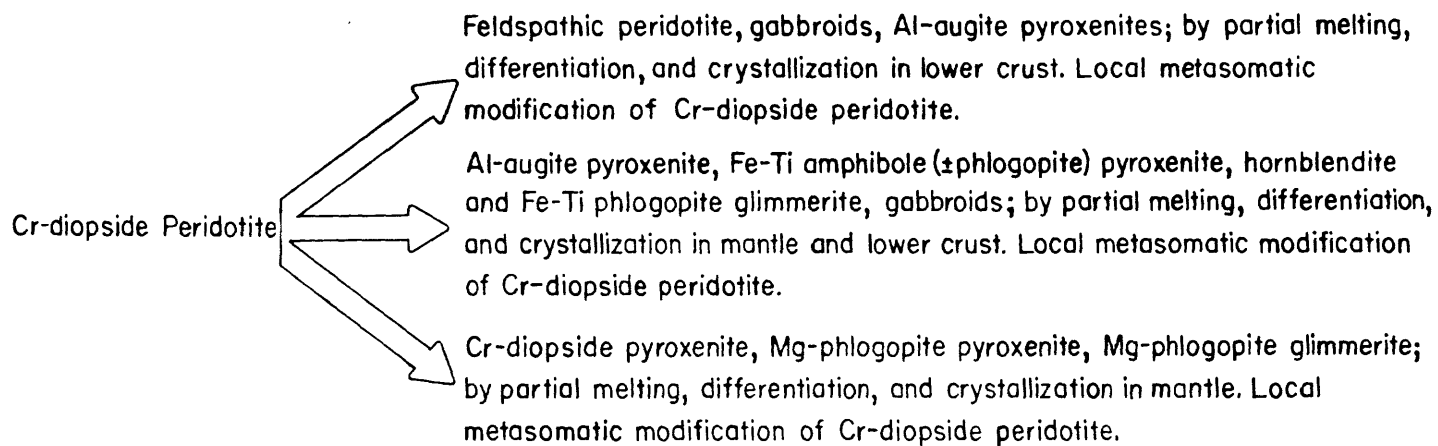 Feldspathic peridotite, gabbroids, Al-augite pyroxenites; by partial melting,
differentiation, and crystallization in lower crust. Local metasomatic
modification of Cr-diopside peridotite.
Cr-diopside Peridotite
Al-augite pyroxenite, Fe-Ti amphibole (±phlogopite) pyroxenite, hornblendite
and Fe-Ti phlogopite glimmerite, gabbroids; by partial melting, differentiation,
and crystallization in mantle and lower crust. Local metasomatic modification
of Cr-diopside peridotite.
Cr-diopside pyroxenite, Mg-phlogopite pyroxenite, Mg-phlogopite glimmerite;
by partial melting, differentiation, and crystallization in mantle. Local
metasomatic modification of Cr-diopside peridotite.